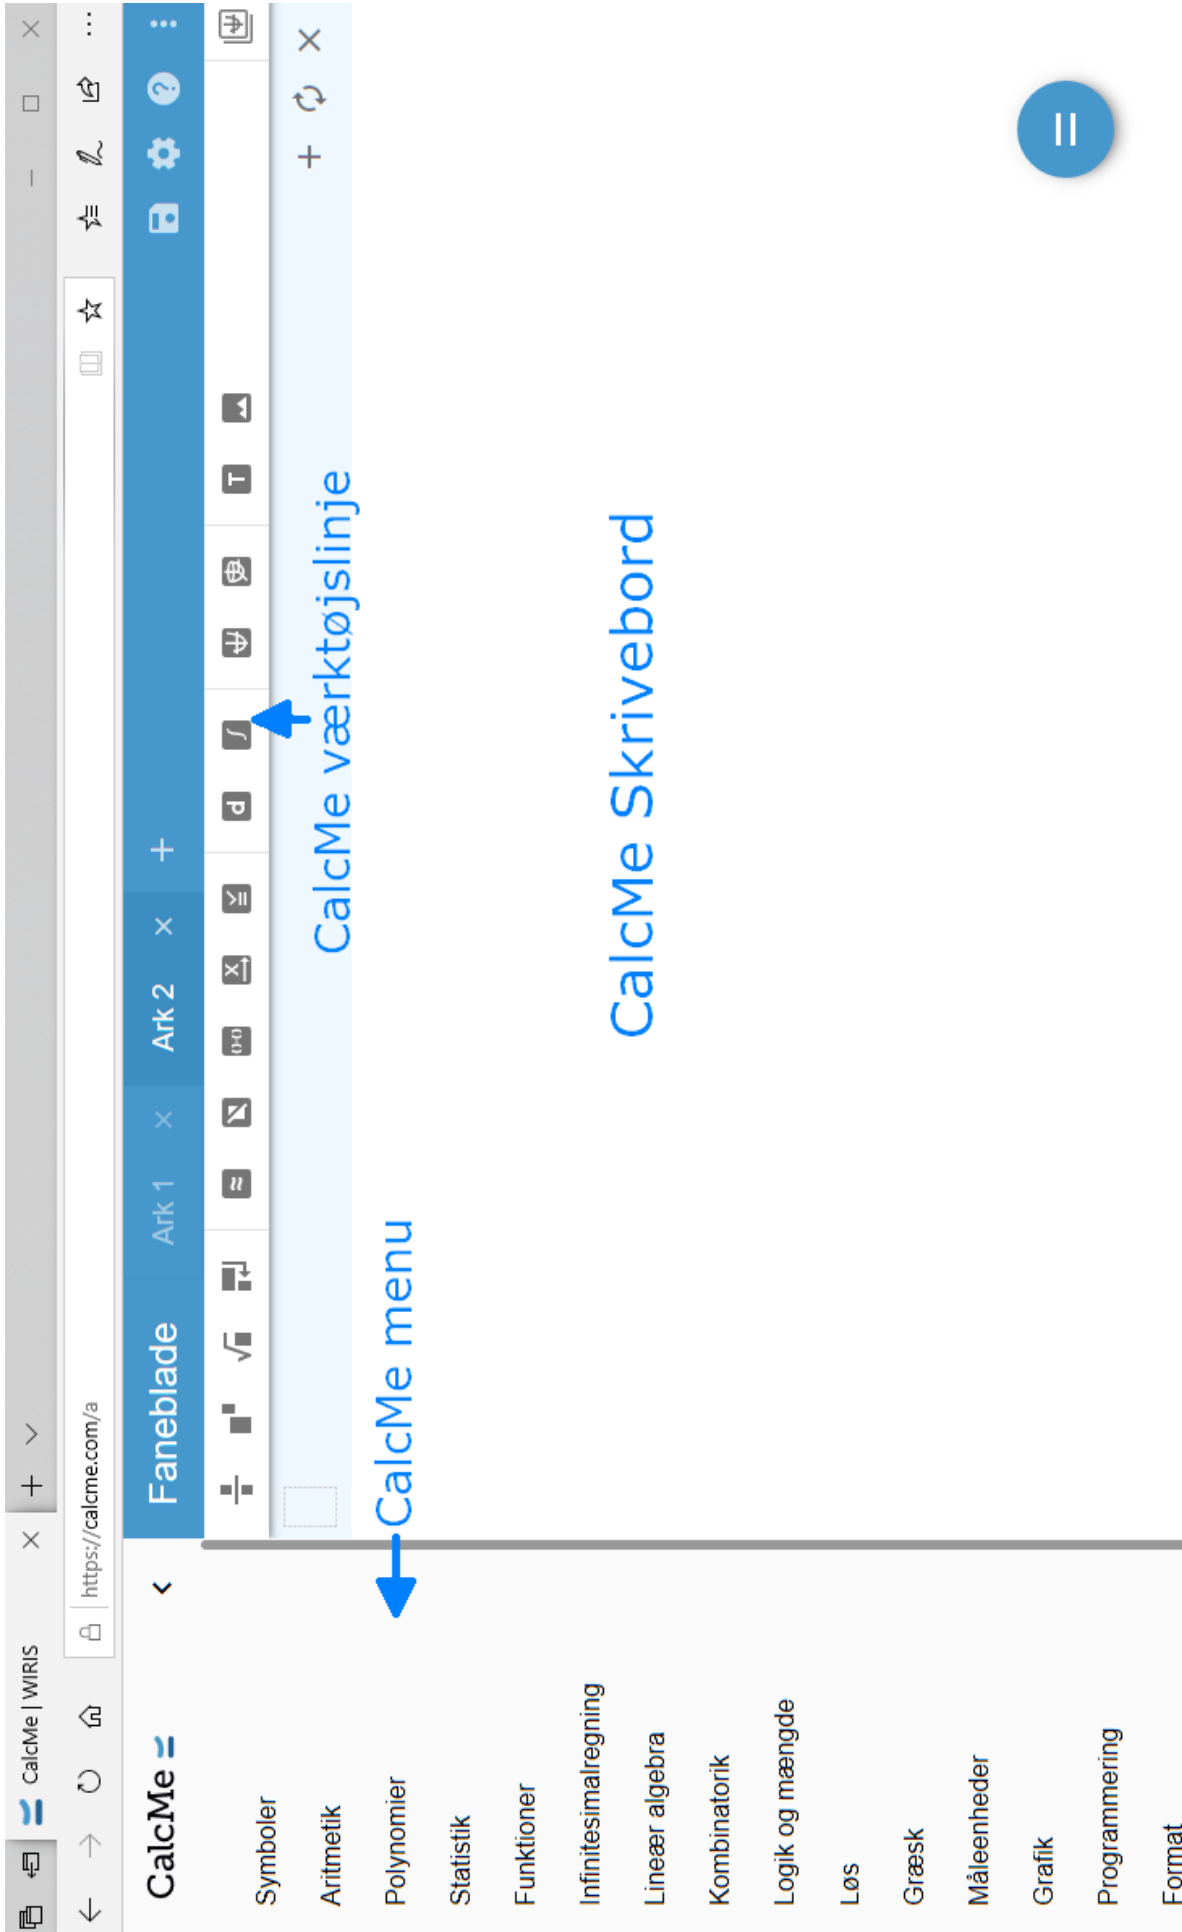 CalcMe | WIRIS
https://calcme.com/a
CalcMe
Faneblade
Ark 1
Ark 2
CalcMe værktøjslinje
CalcMe menu
CalcMe Skrivebord
Symboler
Aritmetik
Polynomier
Statistik
Funktioner
Infinitesimalregning
Lineær algebra
Kombinatorik
Logik og mængde
Løs
Græsk
Måleenheder
Grafik
Programmering
Format